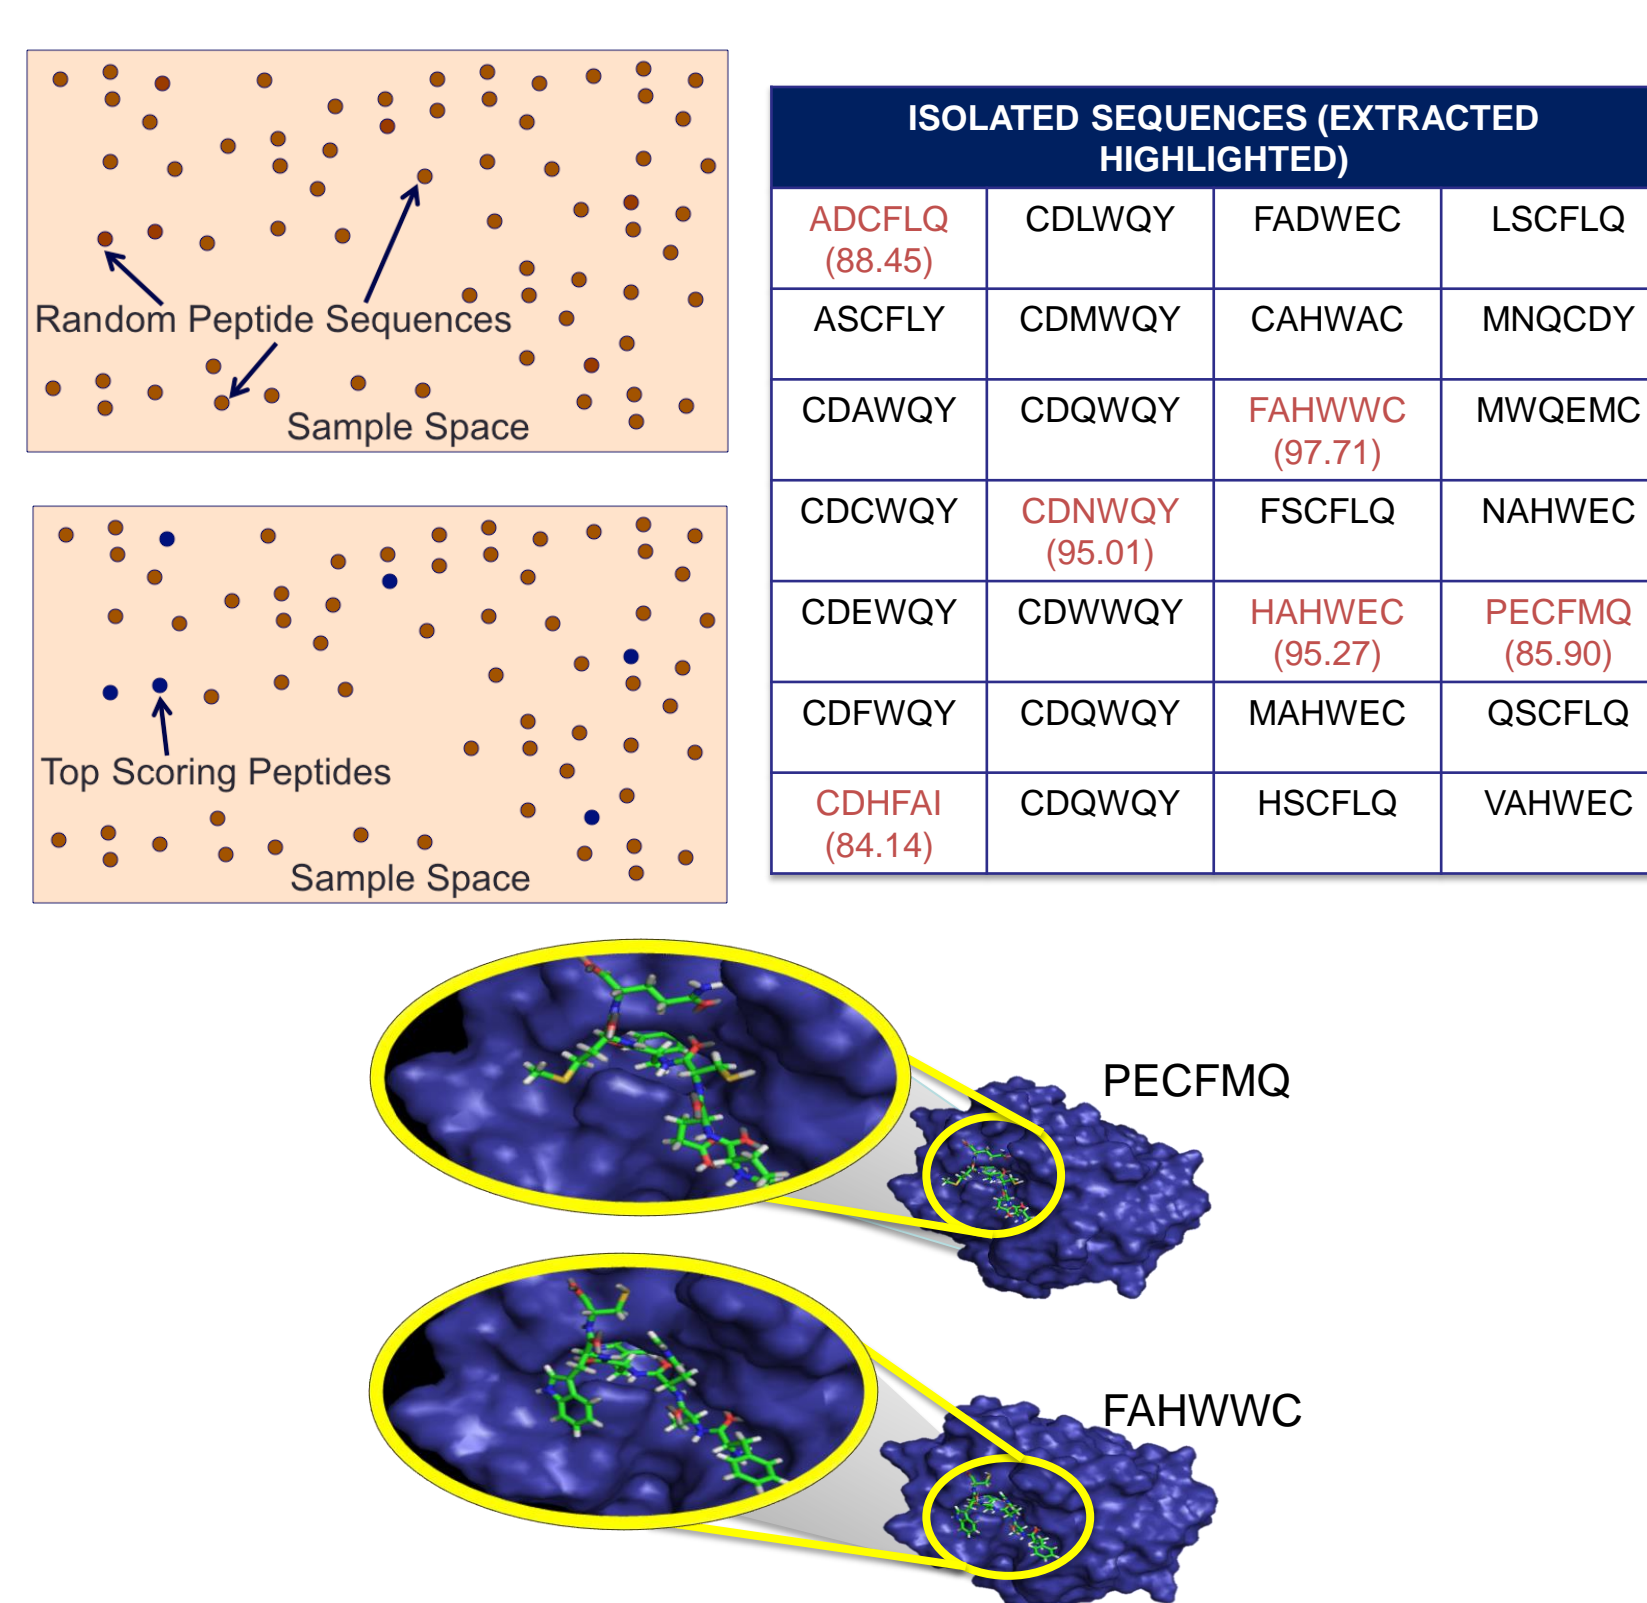 Random Peptide Sequences
Sample Space
Top Scoring Peptides
Sample Space
ISOLATED SEQUENCES (EXTRACTED
HIGHLIGHTED)
ADCFLQ
(88.45)
CDLWQY
FADWEC
LSCFLQ
ASCFLY
CDMWQY
CAHWAC
MNQCDY
CDAWQY
CDQWQY
FAHWWC
(97.71)
MWQEMC
CDCWQY
CDNWQY
(95.01)
FSCFLQ
NAHWEC
CDEWQY
CDWWQY
HAHWEC
(95.27)
PECFMQ
(85.90)
CDFWQY
CDQWQY
MAHWEC
QSCFLQ
CDHFAI
(84.14)
CDQWQY
HSCFLQ
VAHWEC
PECFMQ
FAHWWC